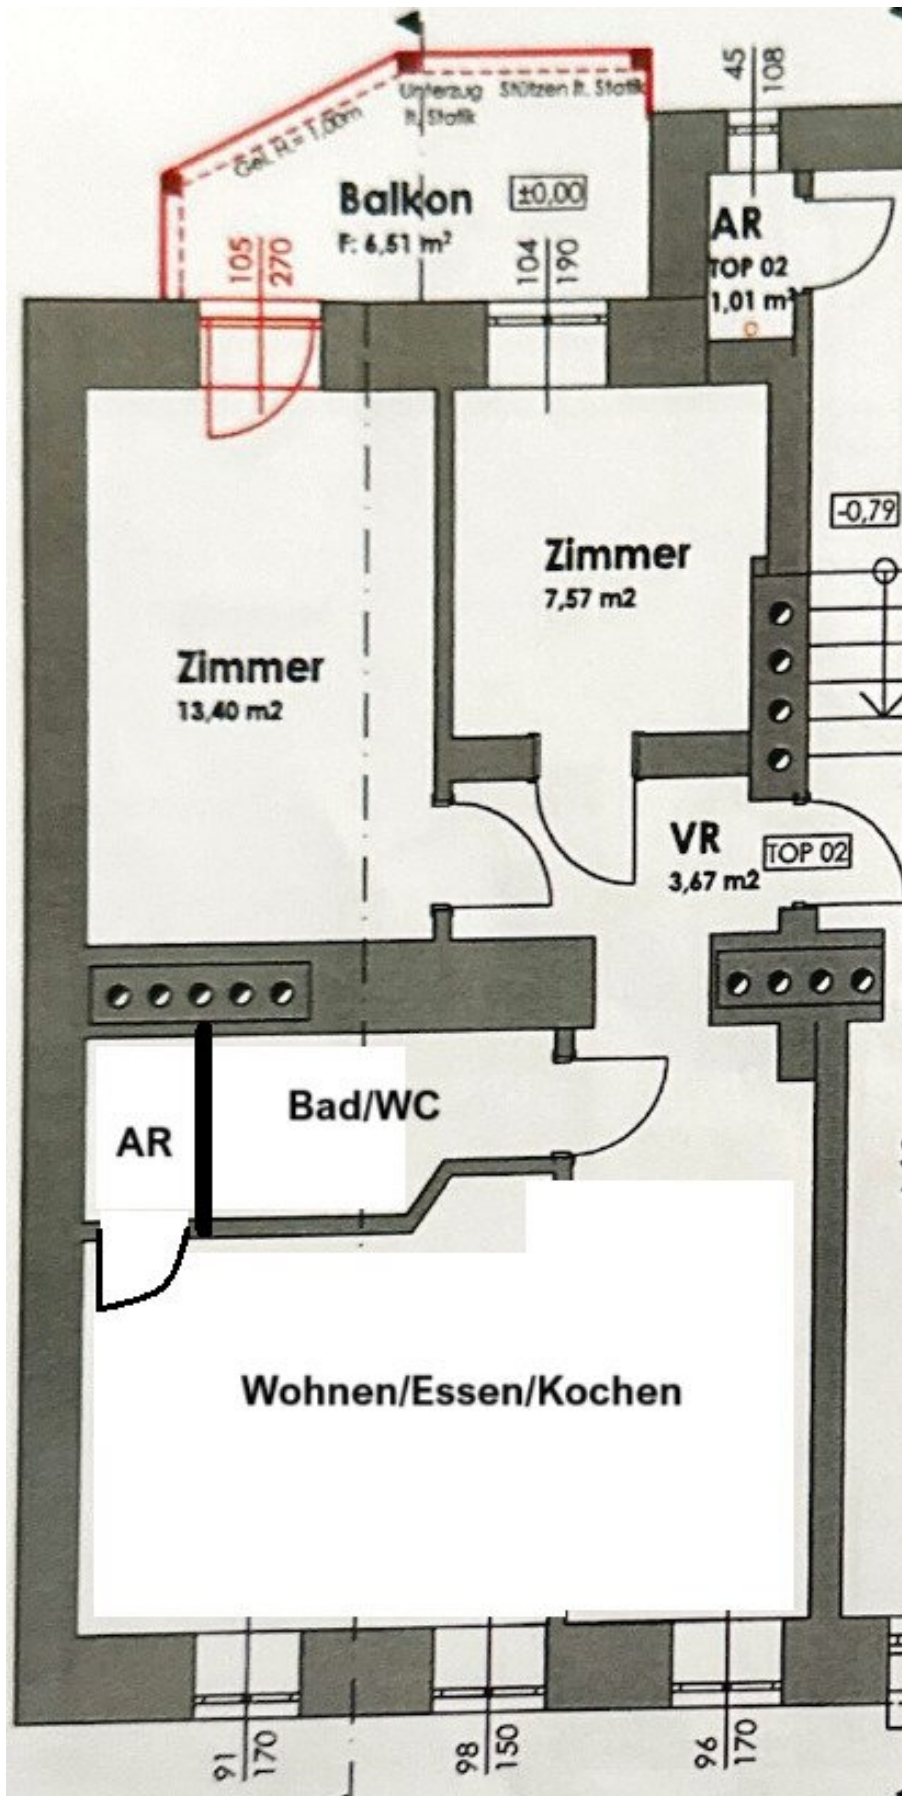 45
108
Unterzug
lt. Statik
Stützen lt. Statik
Gel. H.= 1,00m
Balkon
±0,00
F: 6,51 m²
105
270
104
190
AR
TOP 02
1,01 m²
-0,79
Zimmer
7,57 m2
Zimmer
13,40 m2
VR
3,67 m2
TOP 02
Bad/WC
AR
Wohnen/Essen/Kochen
91
170
98
150
96
170